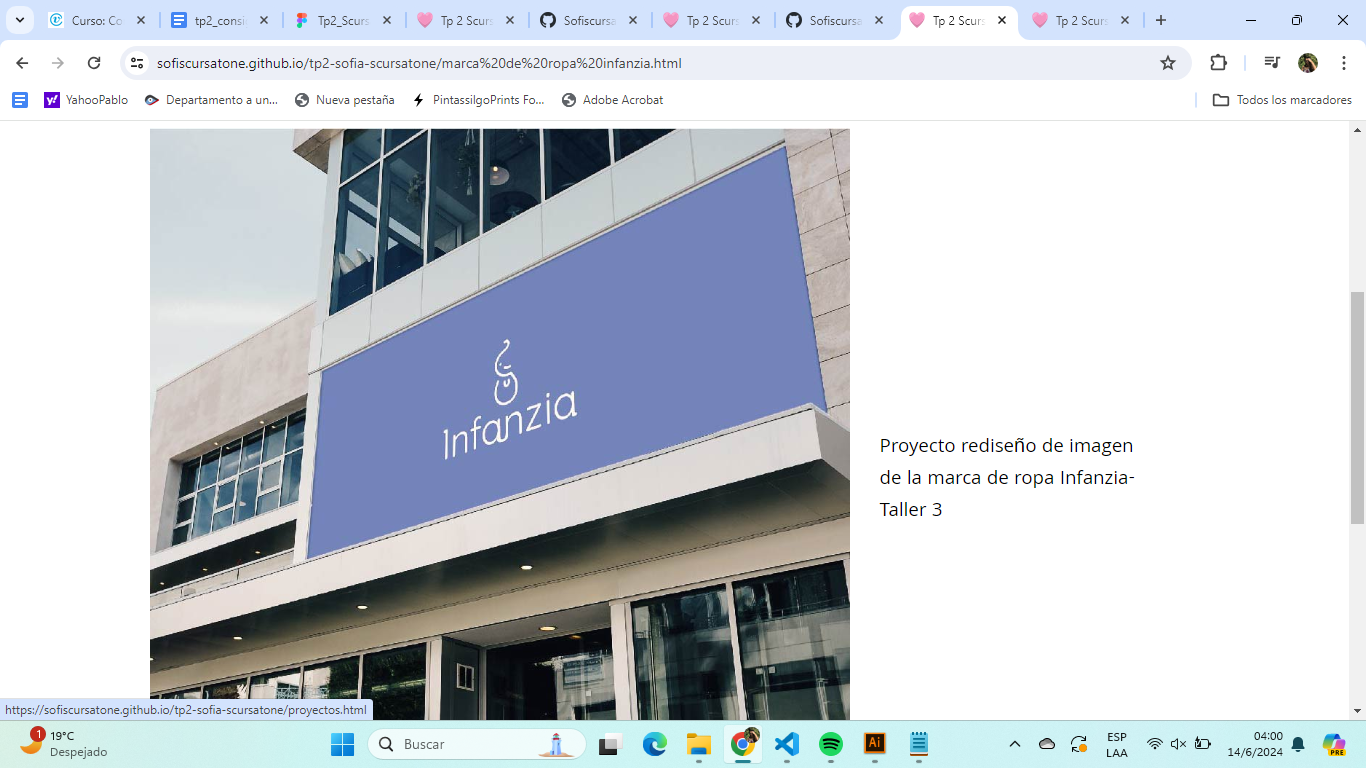 Curso: Co
tp2_consi
Tp2_Scurs
Tp 2 Scurs
Sofiscursa
Tp 2 Scurs
Sofiscursa
Tp 2 Scurs
Tp 2 Scurs
sofiscursatone.github.io/tp2-sofia-scursatone/marca%20de%20ropa%20infanzia.html
YahooPablo
Departamento a un...
Nueva pestaña
PintassilgoPrints Fo...
Adobe Acrobat
Todos los marcadores
Infanzia
Proyecto rediseño de imagen
de la marca de ropa Infanzia-
Taller 3
https://sofiscursatone.github.io/tp2-sofia-scursatone/proyectos.html
1
19°C
Despejado
Buscar
Ai
PRE
ESP
LAA
04:00
14/6/2024